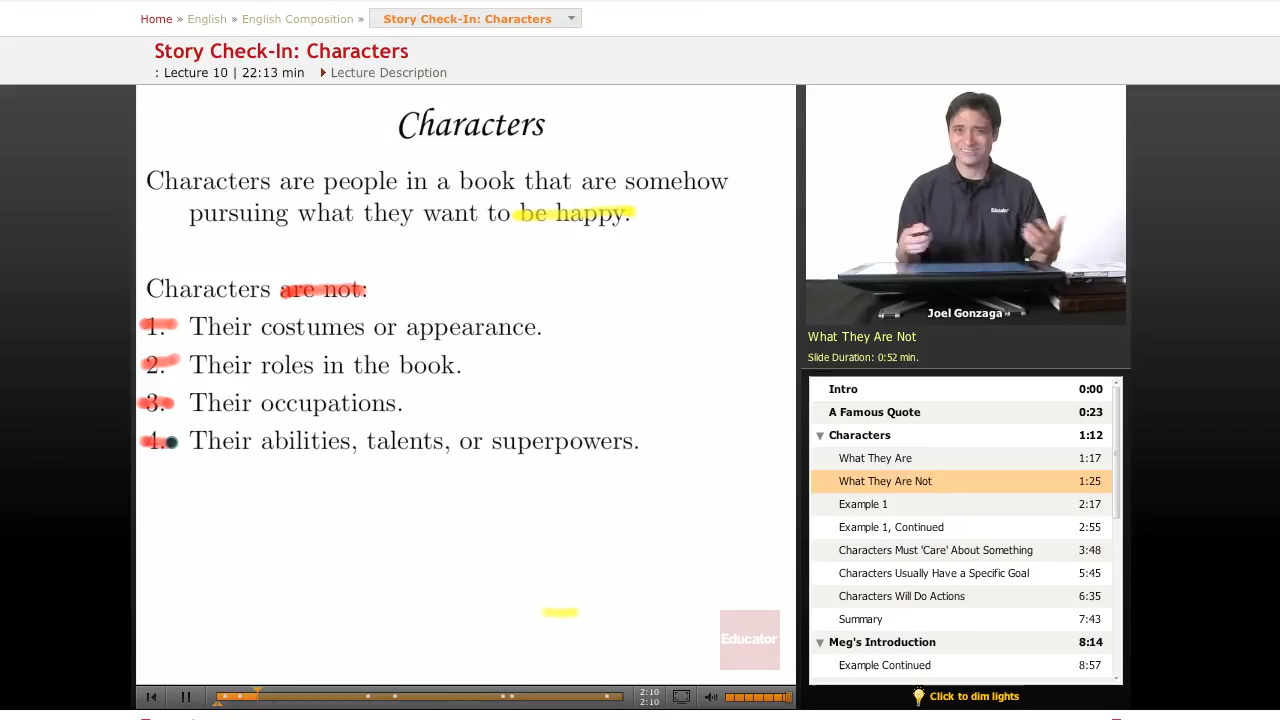 Home » English » English Composition » Story Check-In: Characters
Story Check-In: Characters
: Lecture 10 | 22:13 min Lecture Description
Characters
Characters are people in a book that are somehow
pursuing what they want to be happy.
Characters are not:
1. Their costumes or appearance.
2. Their roles in the book.
3. Their occupations.
4. Their abilities, talents, or superpowers.
Educator
Educator
Joel Gonzaga
What They Are Not
Slide Duration: 0:52 min.
Intro 0:00
A Famous Quote 0:23
Characters 1:12
What They Are 1:17
What They Are Not 1:25
Example 1 2:17
Example 1, Continued 2:55
Characters Must 'Care' About Something 3:48
Characters Usually Have a Specific Goal 5:45
Characters Will Do Actions 6:35
Summary 7:43
Meg's Introduction 8:14
Example Continued 8:57
2:10
2:10
Click to dim lights